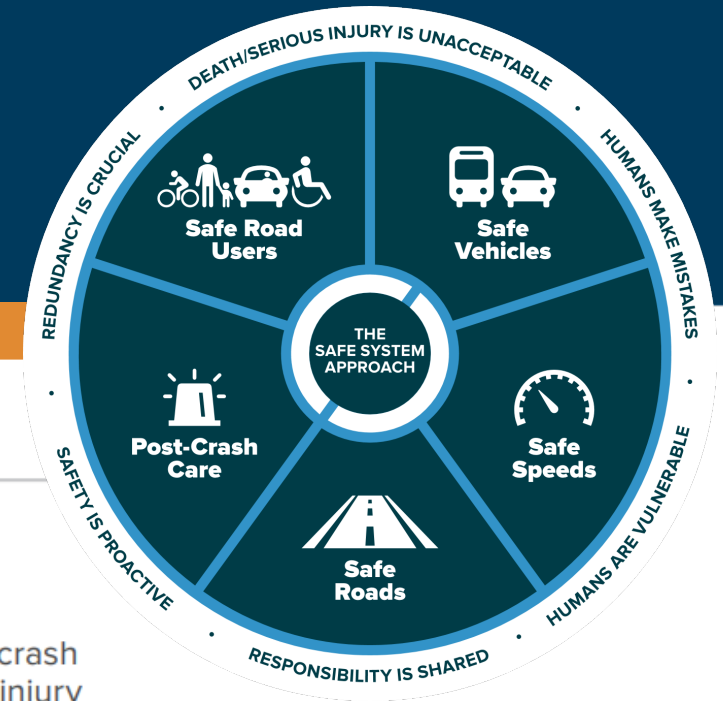 DEATH/SERIOUS INJURY IS UNACCEPTABLE
HUMANS MAKE MISTAKES
HUMANS ARE VULNERABLE
RESPONSIBILITY IS SHARED
SAFETY IS PROACTIVE
REDUNDANCY IS CRUCIAL
Safe Road
Users
Safe
Vehicles
THE
SAFE SYSTEM
APPROACH
Safe
Speeds
Safe
Roads
Post-Crash
Care
crash
injury